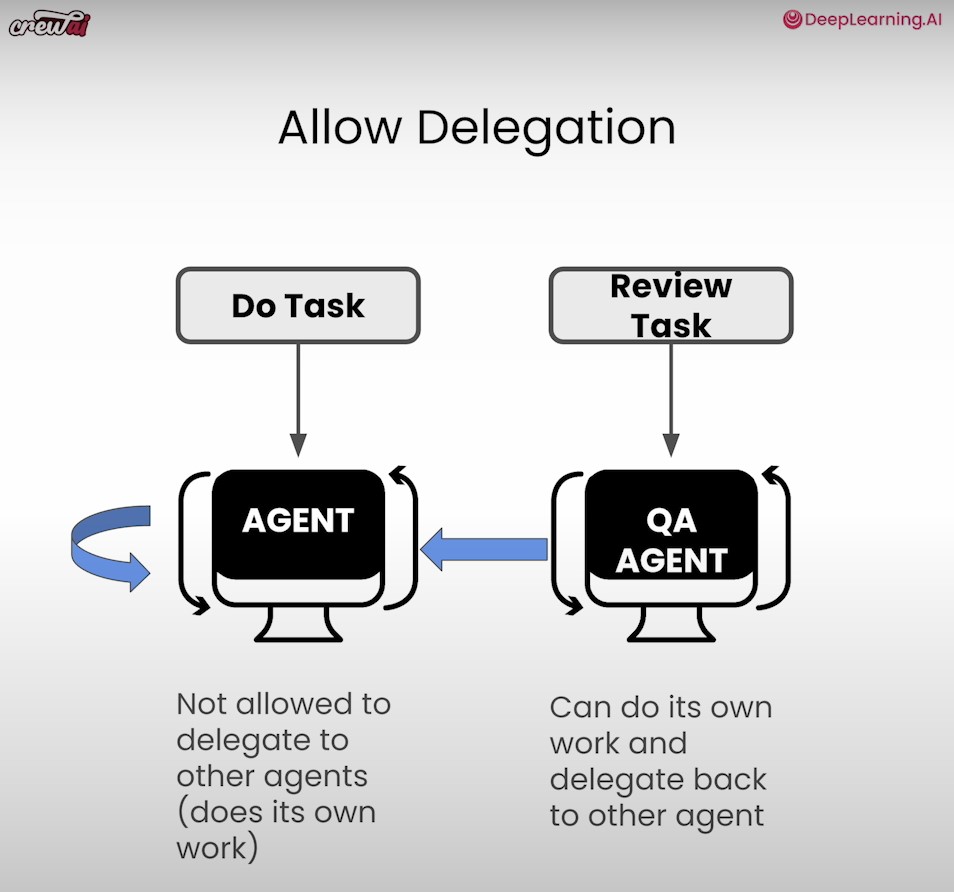 crewai
DeepLearning.AI
Allow Delegation
Do Task
Review
Task
AGENT
QA
AGENT
Not allowed to
delegate to
other agents
(does its own
work)
Can do its own
work and
delegate back
to other agent